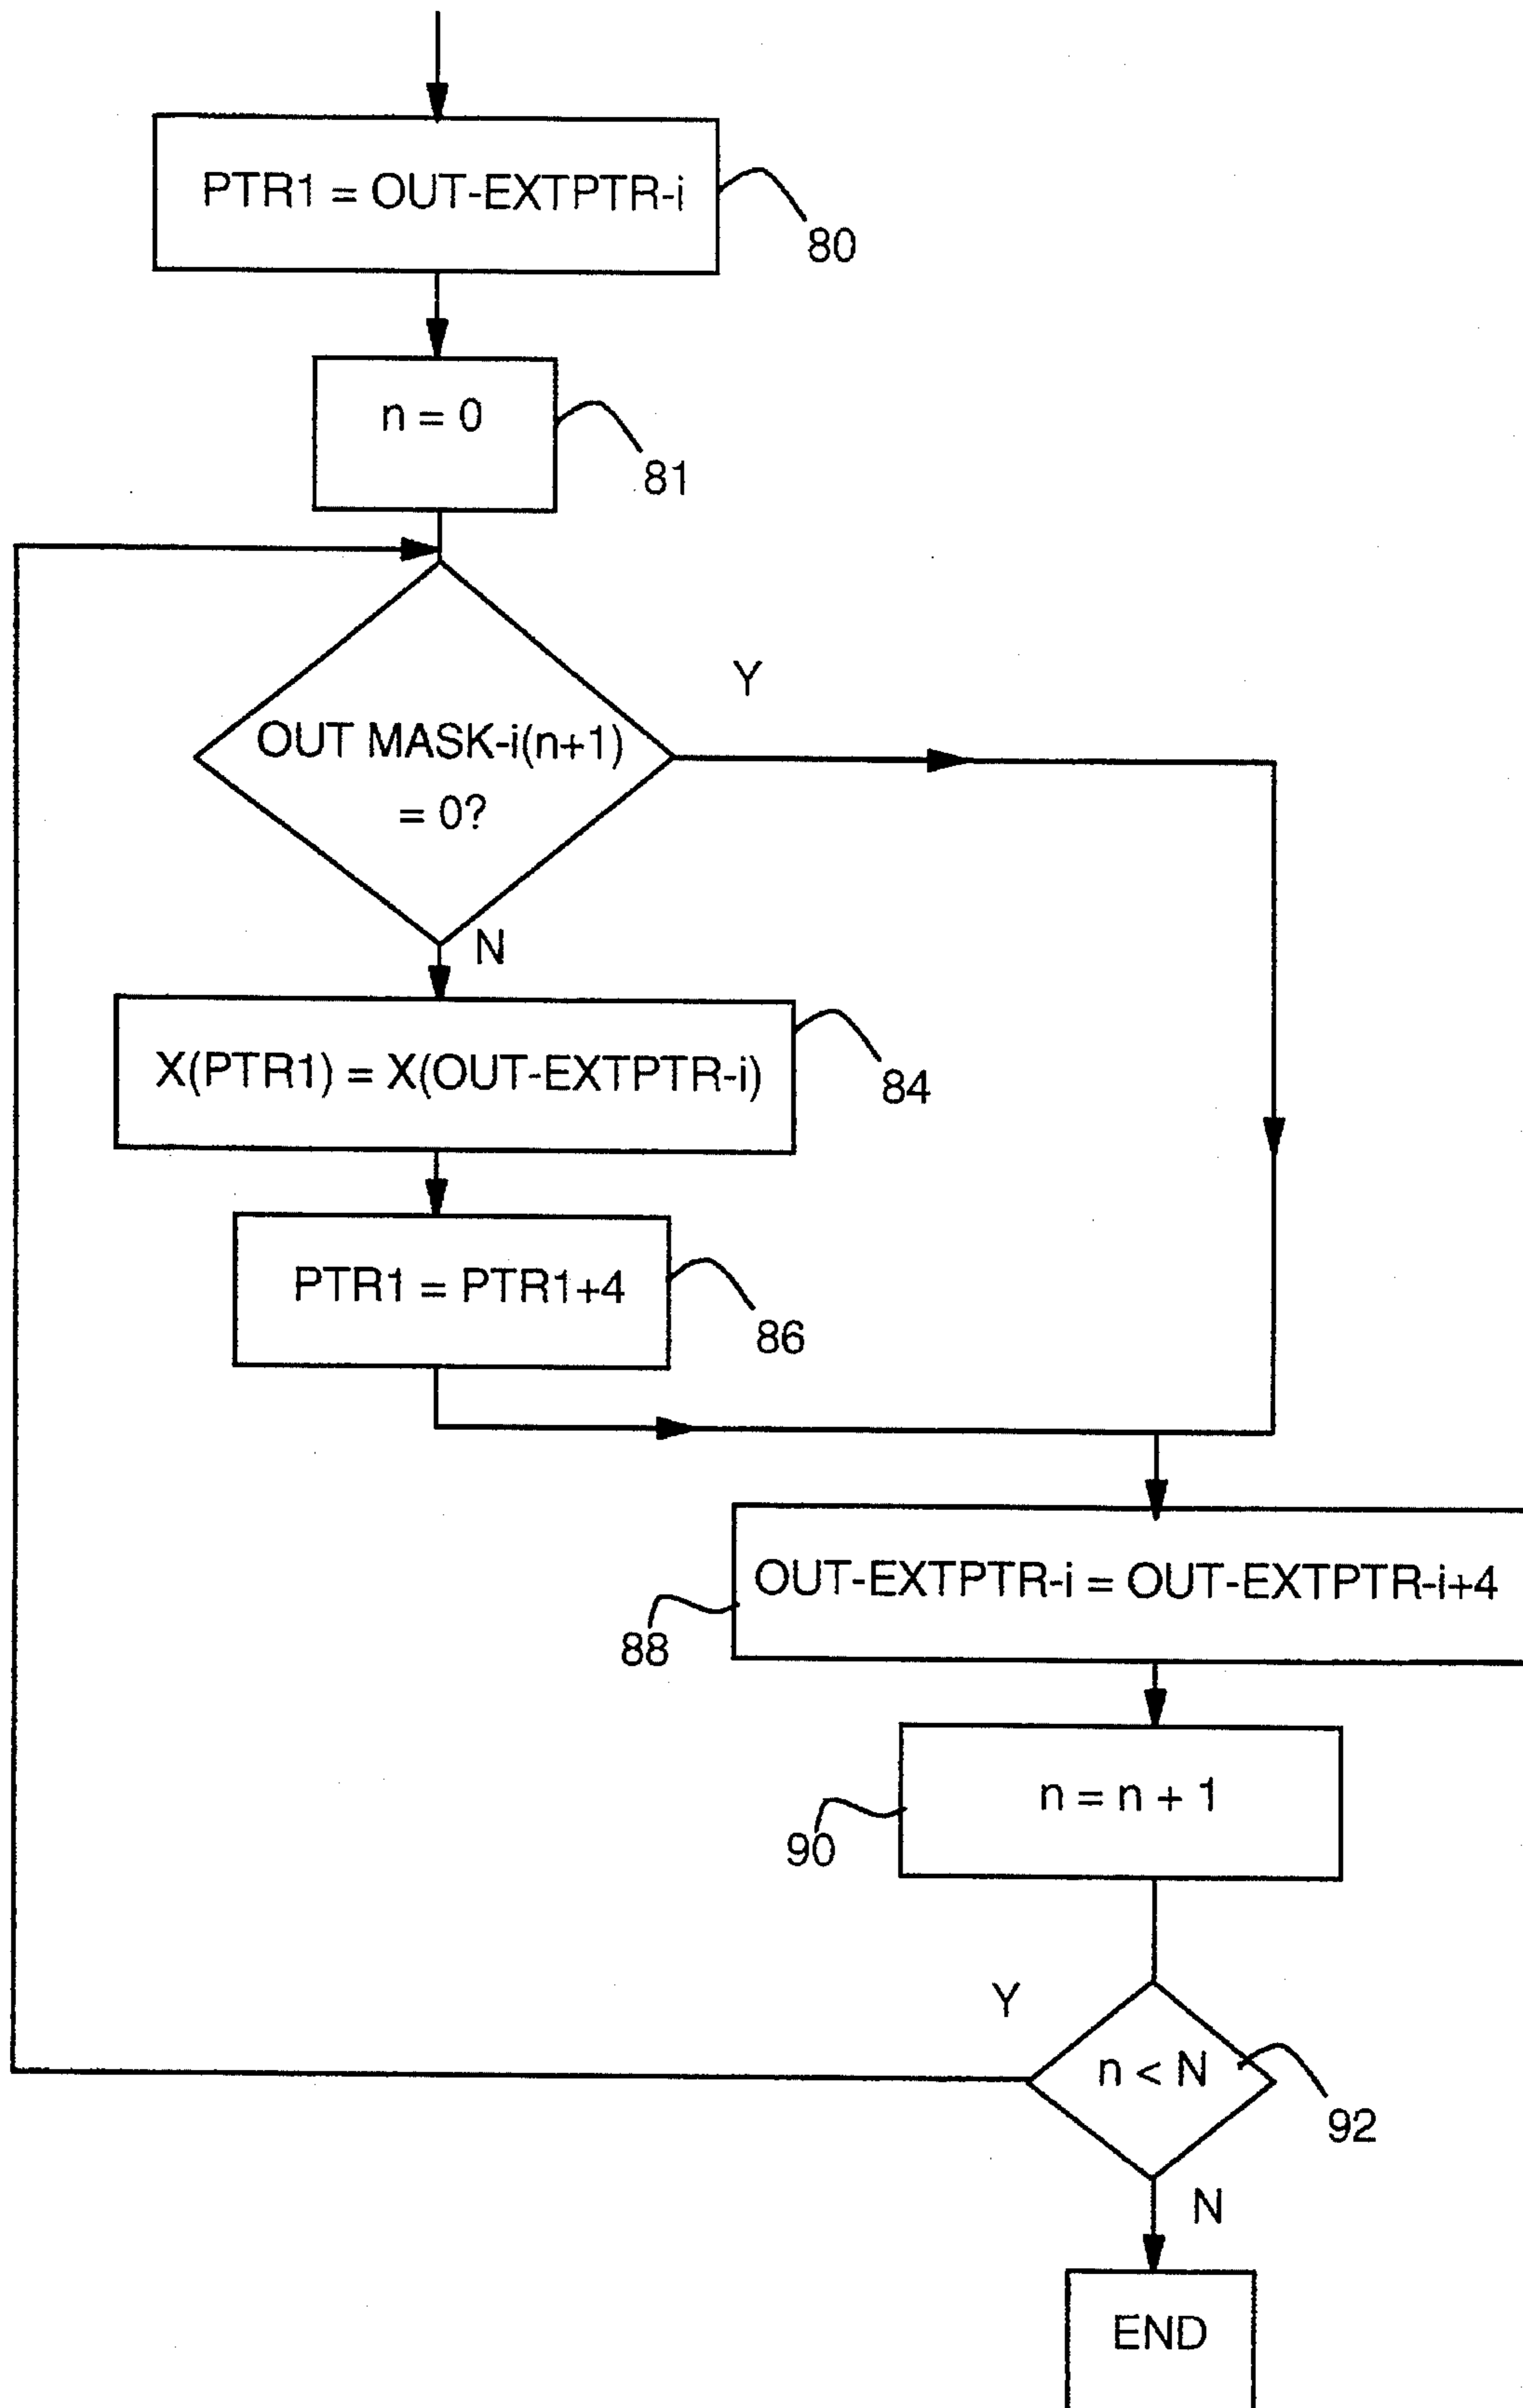 PTR1 = OUT-EXTPTR-i
80
n = 0
81
Y
OUT MASK-i(n+1)
= 0?
N
X(PTR1) = X(OUT-EXTPTR-i)
84
PTR1 = PTR1+4
86
OUT-EXTPTR-i = OUT-EXTPTR-i+4
88
n = n + 1
90
Y
n < N
92
N
END